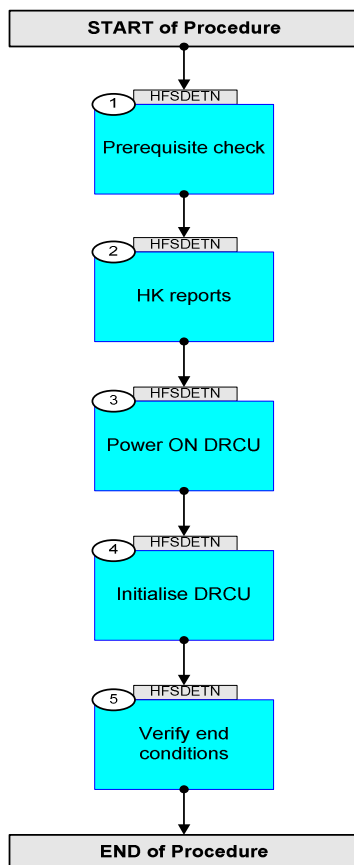 START of Procedure
HFSDETN
1
Prerequisite check
HFSDETN
2
HK reports
HFSDETN
3
Power ON DRCU
HFSDETN
4
Initialise DRCU
HFSDETN
5
Verify end
conditions
END of Procedure